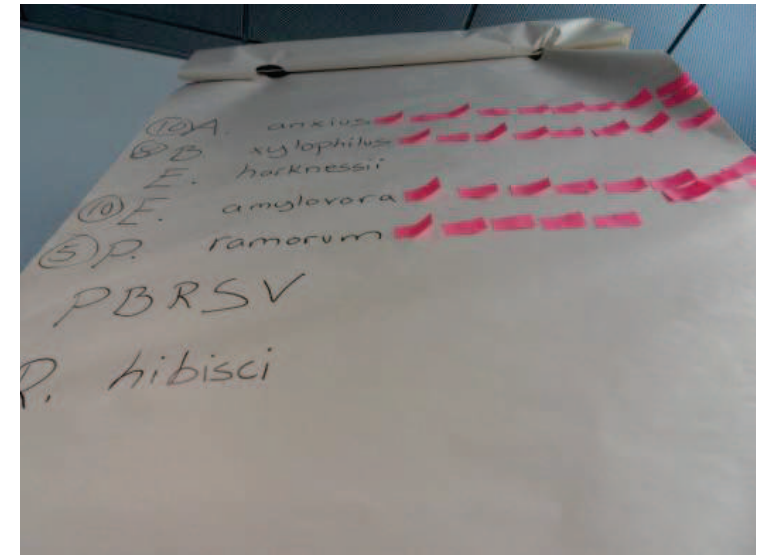 10 A. anxius
8 B. xylophilus
E. harknessii
10 E. amylovora
5 P. ramorum
PBRSV
R. hibisci